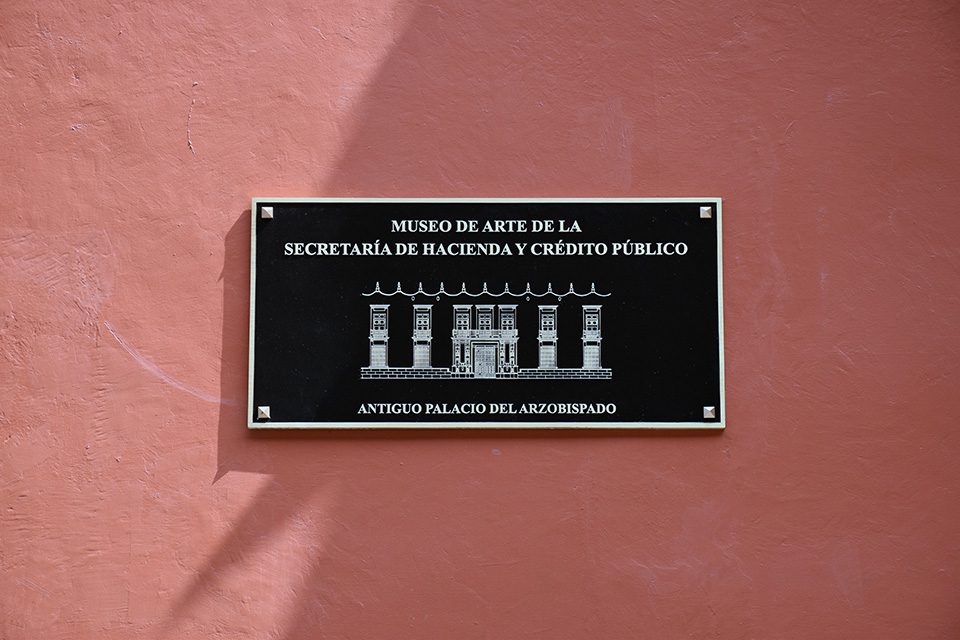 MUSEO DE ARTE DE LA
SECRETARÍA DE HACIENDA Y CRÉDITO PÚBLICO
ANTIGUO PALACIO DEL ARZOBISPADO